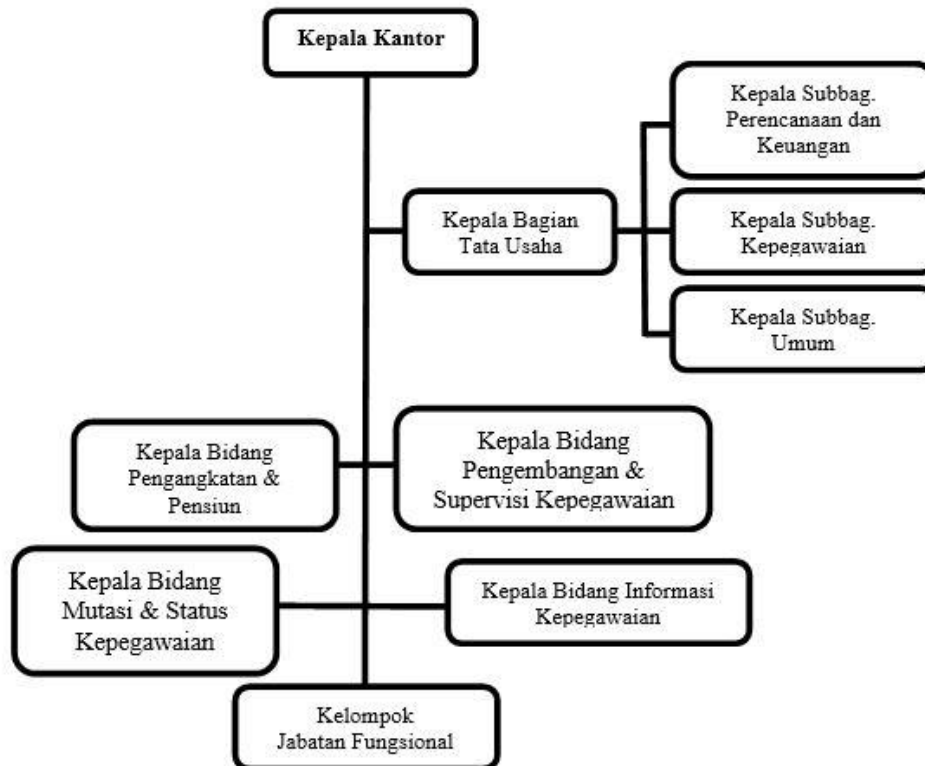 Kepala Kantor
Kepala Subbag.
Perencanaan dan
Keuangan
Kepala Bagian
Tata Usaha
Kepala Subbag.
Kepegawaian
Kepala Subbag.
Umum
Kepala Bidang
Pengangkatan &
Pensiun
Kepala Bidang
Pengembangan &
Supervisi Kepegawaian
Kepala Bidang
Mutasi & Status
Kepegawaian
Kepala Bidang Informasi
Kepegawaian
Kelompok
Jabatan Fungsional